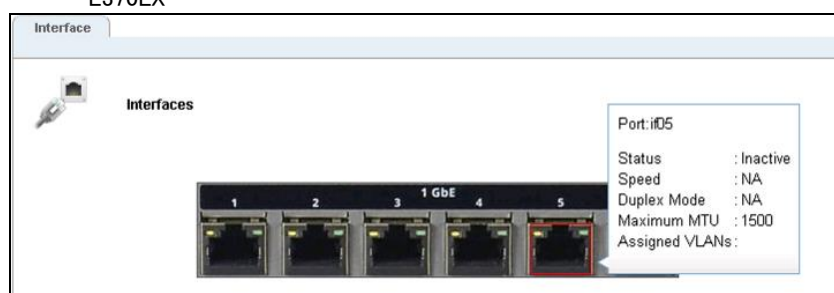 Interface
Interfaces
1 GbE
1 2 3 4 5
Port:if05
Status : Inactive
Speed : NA
Duplex Mode : NA
Maximum MTU : 1500
Assigned VLANs :